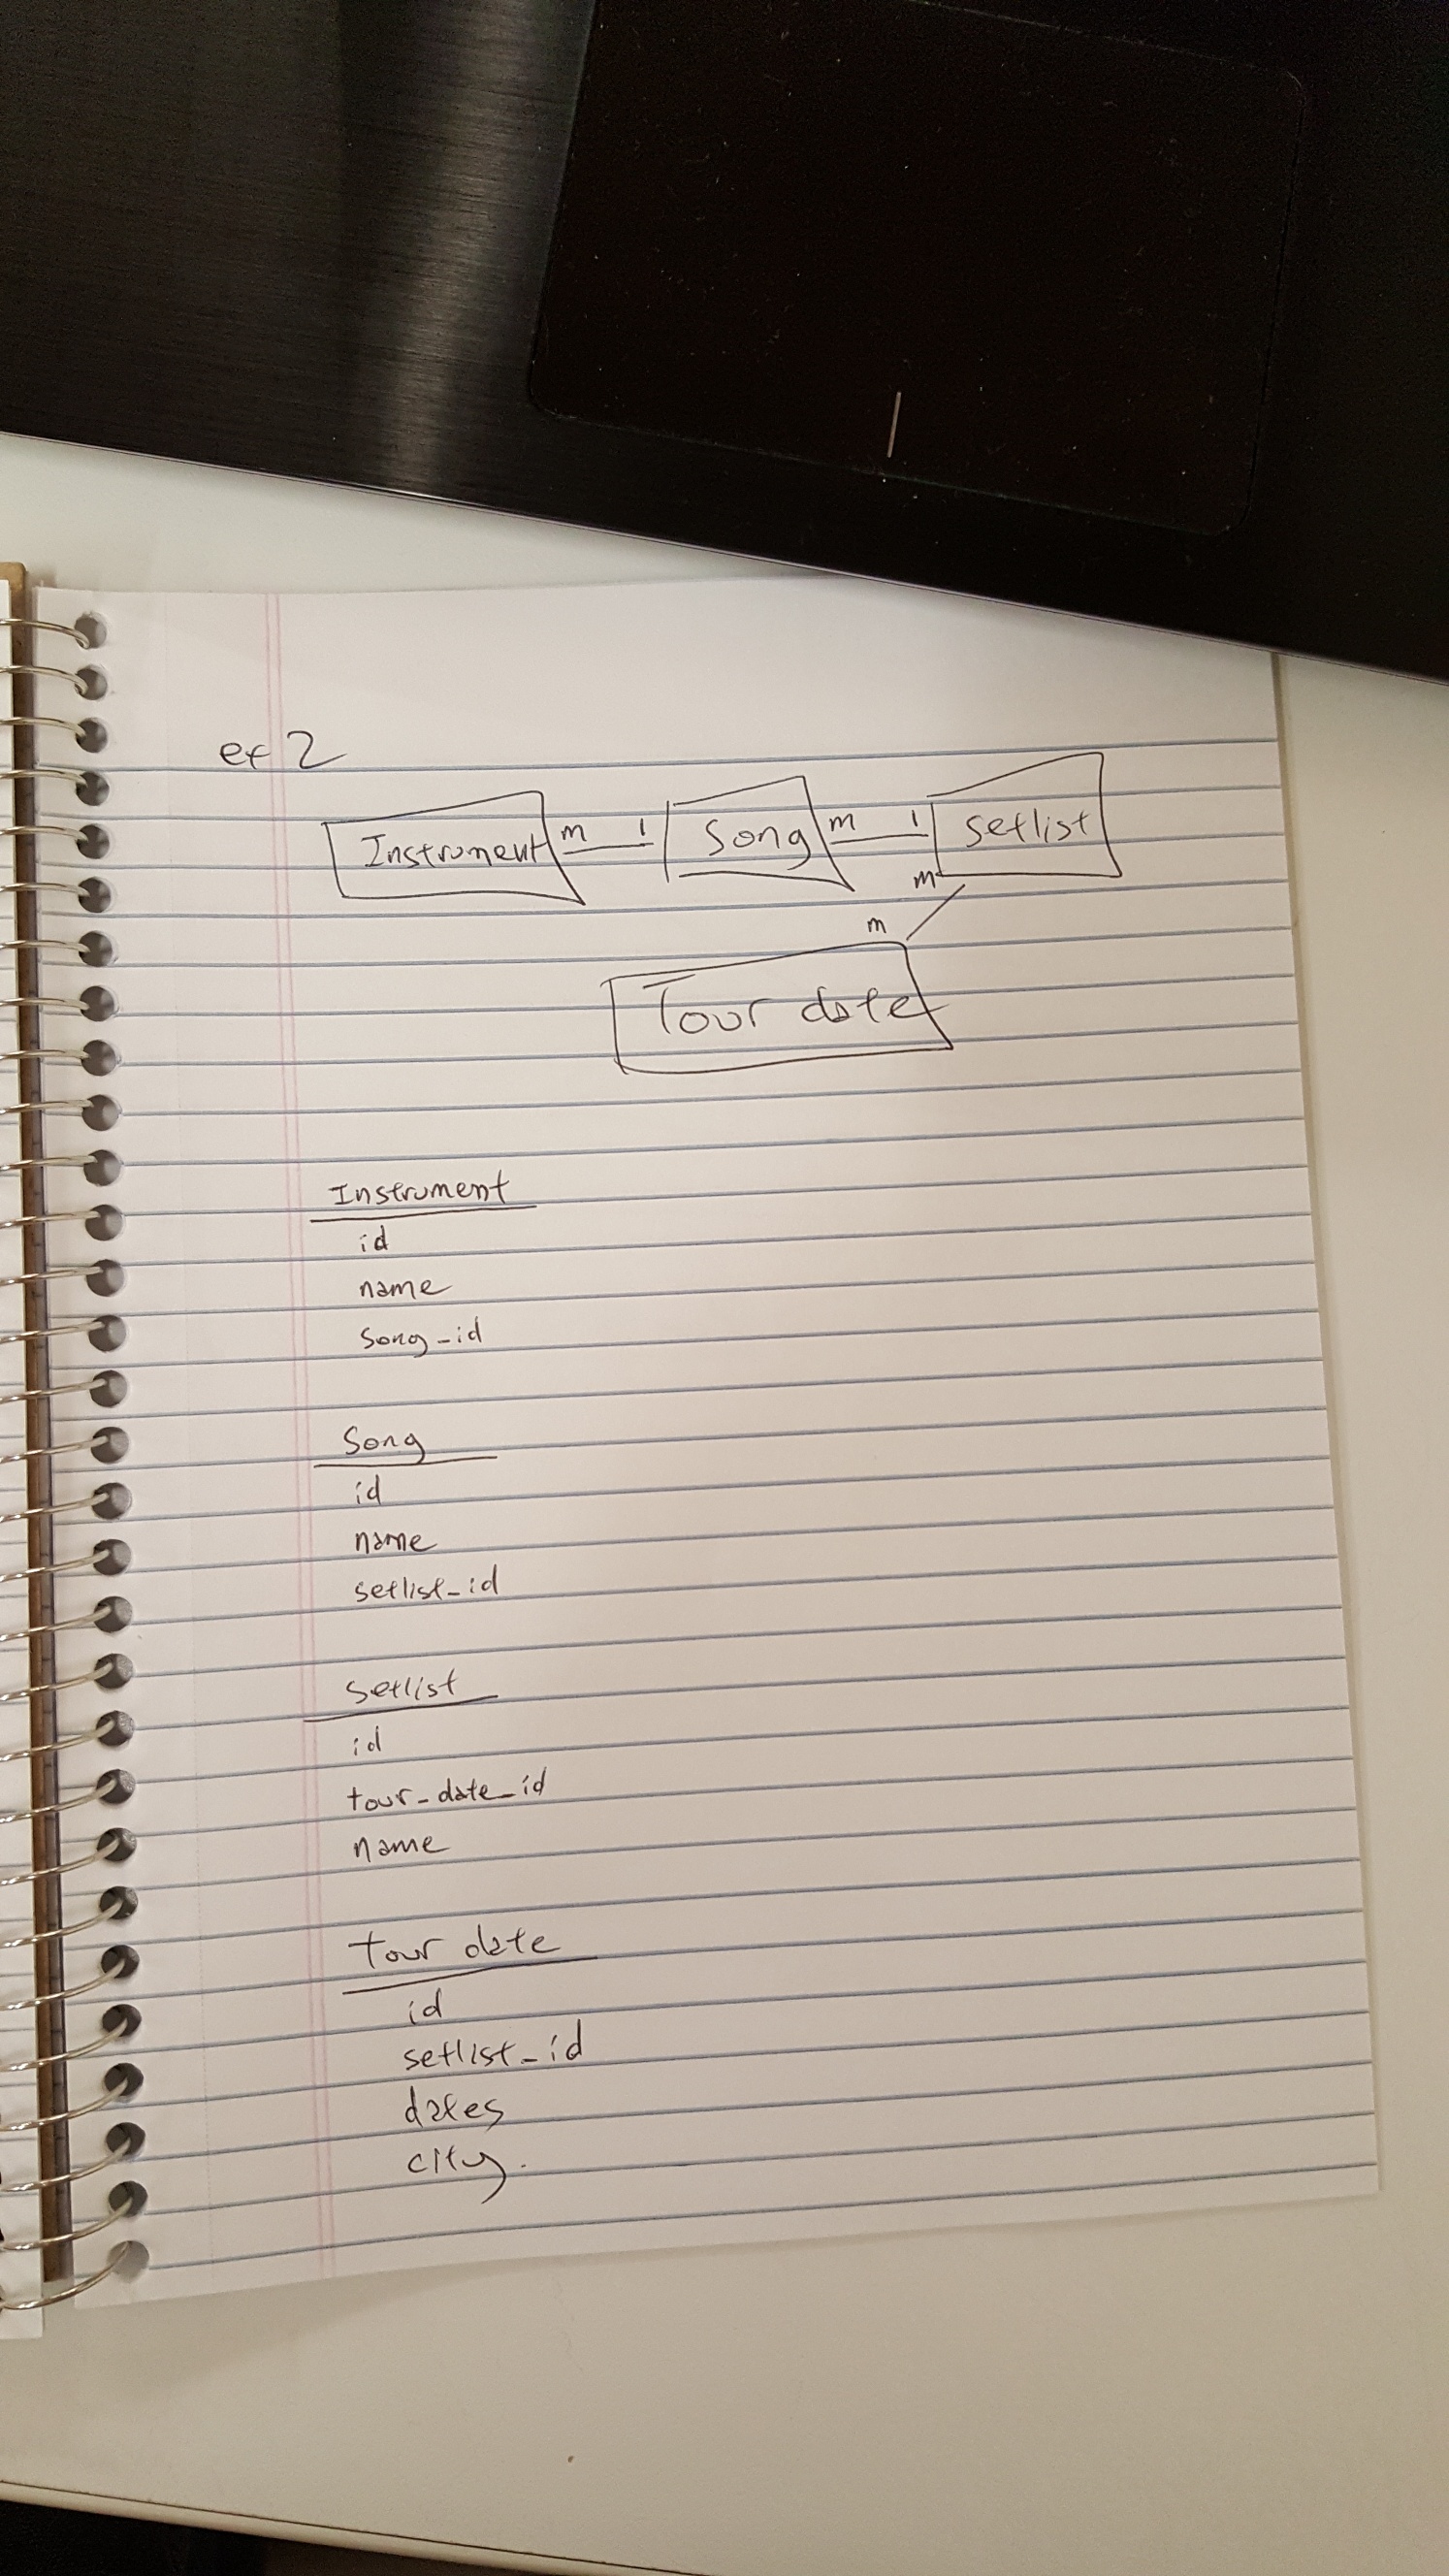 ex 2
Instrument m 1 Song m 1 setlist
m
m
Tour date
Instrument
id
name
song_id
Song
id
name
setlist_id
setlist
id
tour_date_id
name
tour date
id
setlist_id
dates
city.